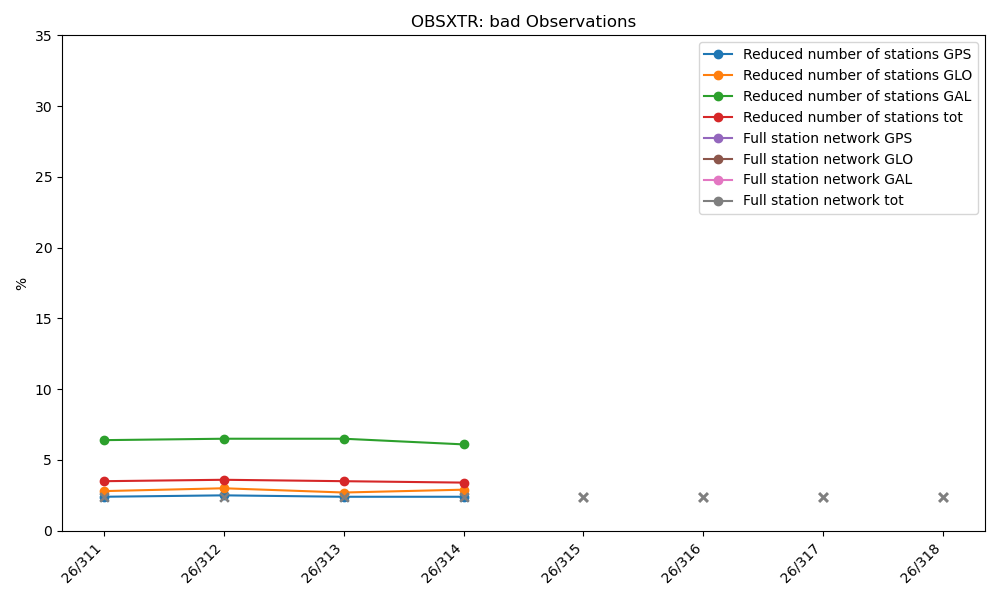 OBSXTR: bad Observations
35
30
25
20
15
10
5
0
%
Reduced number of stations GPS
Reduced number of stations GLO
Reduced number of stations GAL
Reduced number of stations tot
Full station network GPS
Full station network GLO
Full station network GAL
Full station network tot
26/311
26/312
26/313
26/314
26/315
26/316
26/317
26/318